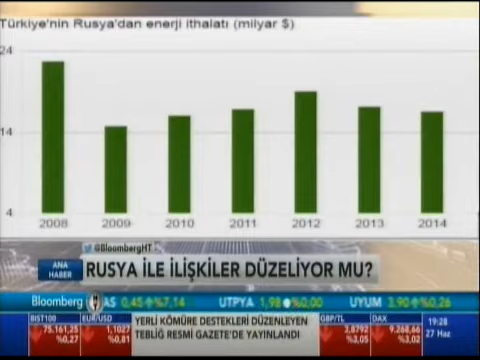 Türkiye'nin Rusya'dan enerji ithalatı (milyar $)
24
14
4
2008 2009 2010 2011 2012 2013 2014
@BloombergHT
ANA HABER
RUSYA İLE İLİŞKİLER DÜZELİYOR MU?
Bloomberg HT
AS 0,45 %7,14 UTPYA 1,98 %0,00 UYUM 3,90 %0,26
BIST100 75.161,25 %0,27
EUR/USD 1,1027 %0,81
YERLİ KÖMÜRE DESTEKLERİ DÜZENLEYEN
TEBLİĞ RESMİ GAZETE'DE YAYINLANDI
GBP/TL 3,8792 %3,05
DAX 9.268,66 %3,02
19:28
27 Haz